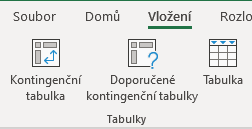 Soubor Domů Vložení Rozlo
Kontingenční tabulka Doporučené kontingenční tabulky Tabulka
Tabulky